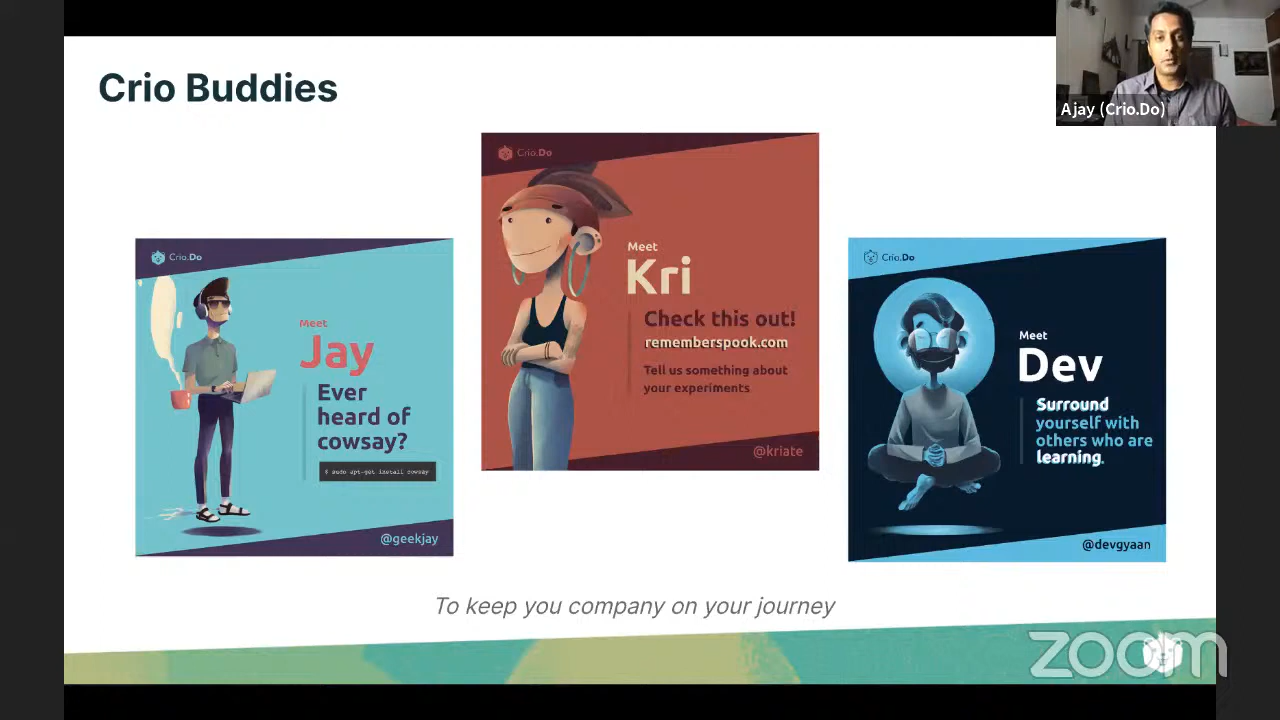 Crio Buddies
Ajay (Crio.Do)
Crio.Do
Meet
Jay
Ever
heard of
cowsay?
$ sudo apt-get install cowsay
@geekjay
Crio.Do
Meet
Kri
Check this out!
rememberspook.com
Tell us something about
your experiments
@kriate
Crio.Do
Meet
Dev
Surround
yourself with
others who are
learning.
@devgyaan
To keep you company on your journey
zoom